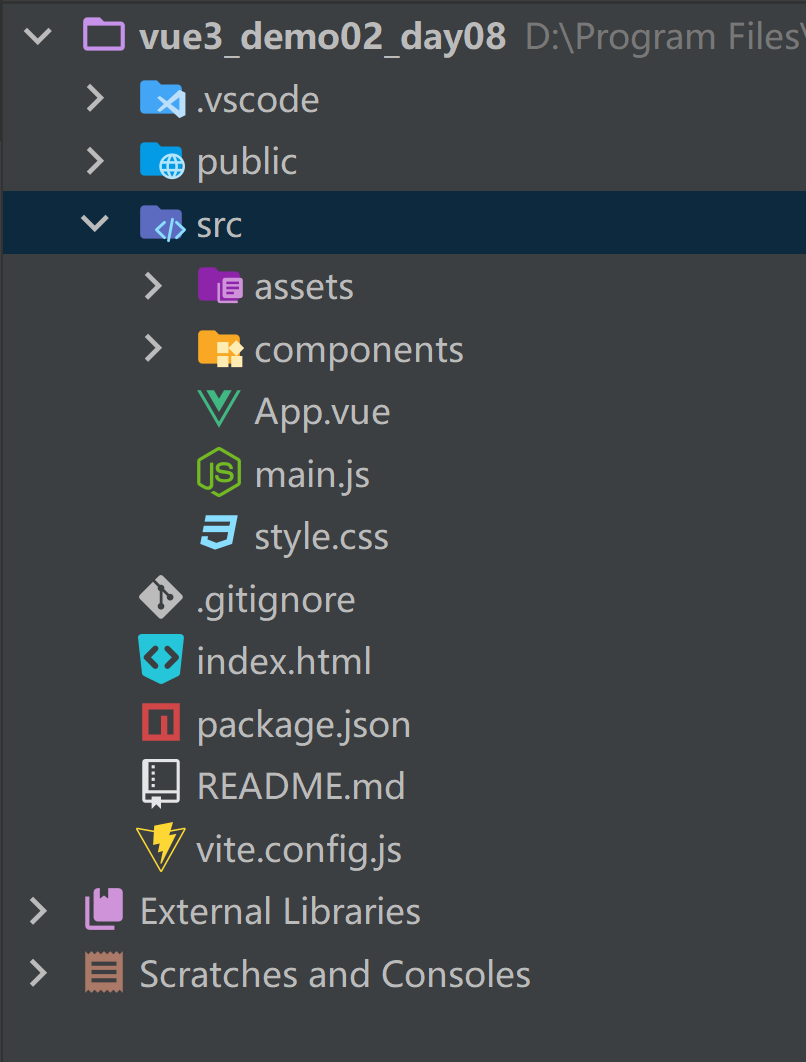 vue3_demo02_day08 D:\Program Files\
.vscode
public
src
assets
components
App.vue
main.js
style.css
.gitignore
index.html
package.json
README.md
vite.config.js
External Libraries
Scratches and Consoles